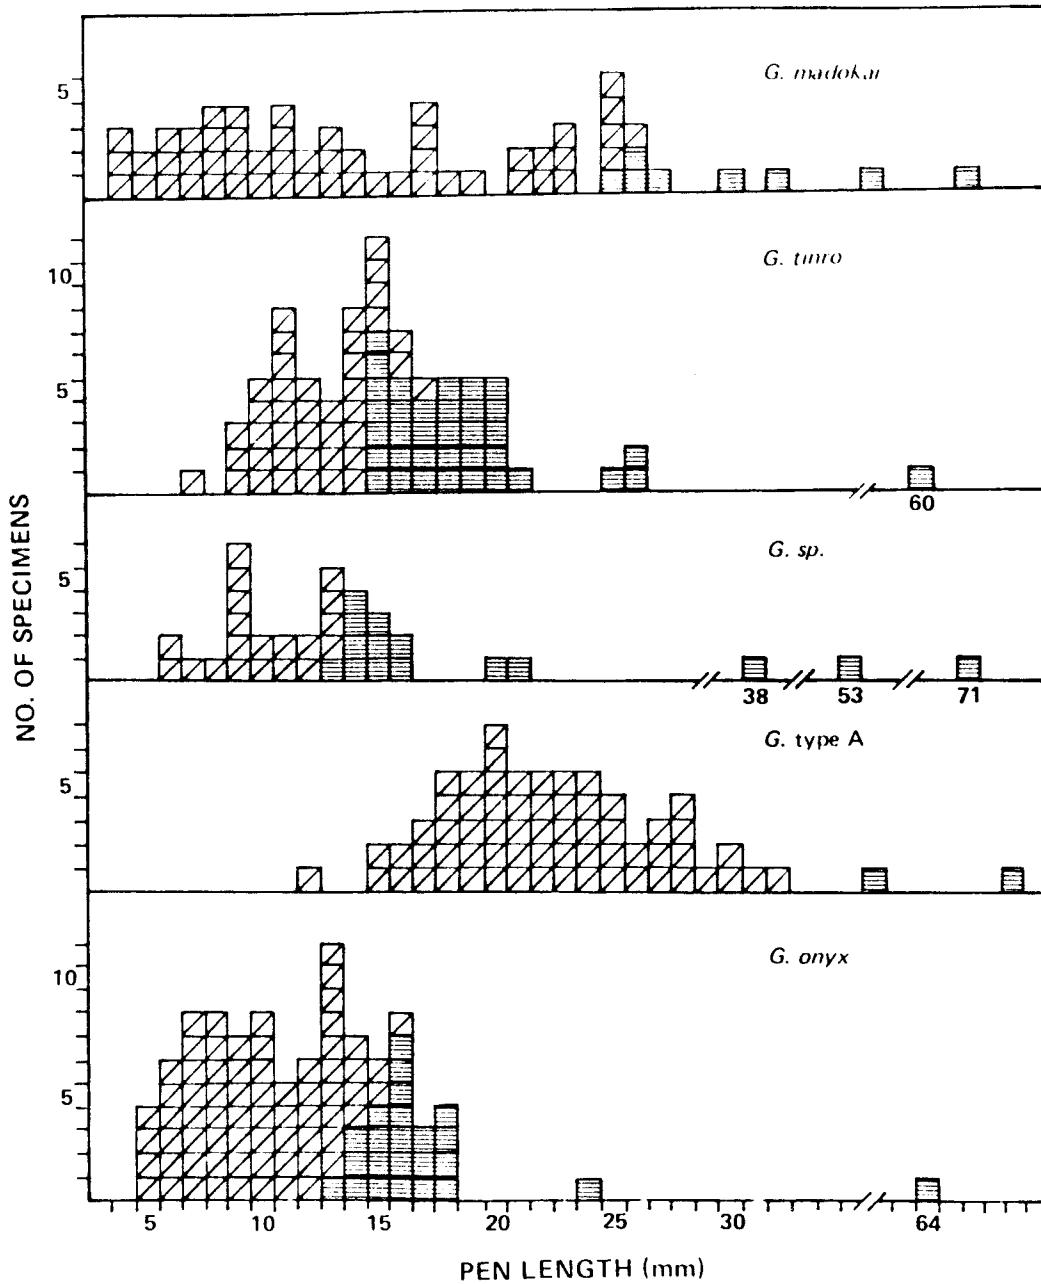 G. madokai
5
G. tinro
10
5
60
G. sp.
5
38 53 71
G. type A
5
G. onyx
10
5
5 10 15 20 25 30 64
NO. OF SPECIMENS
PEN LENGTH (mm)